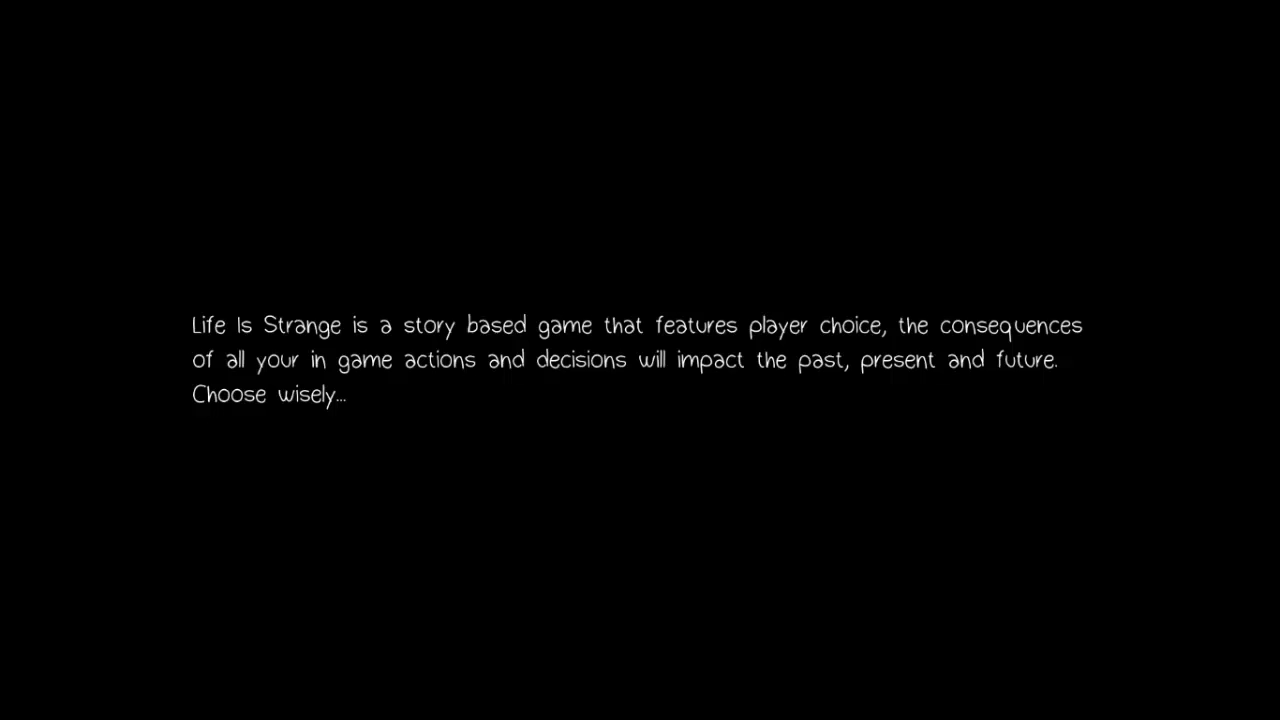 Life Is Strange is a story based game that features player choice, the consequences
of all your in game actions and decisions will impact the past, present and future.
Choose wisely...